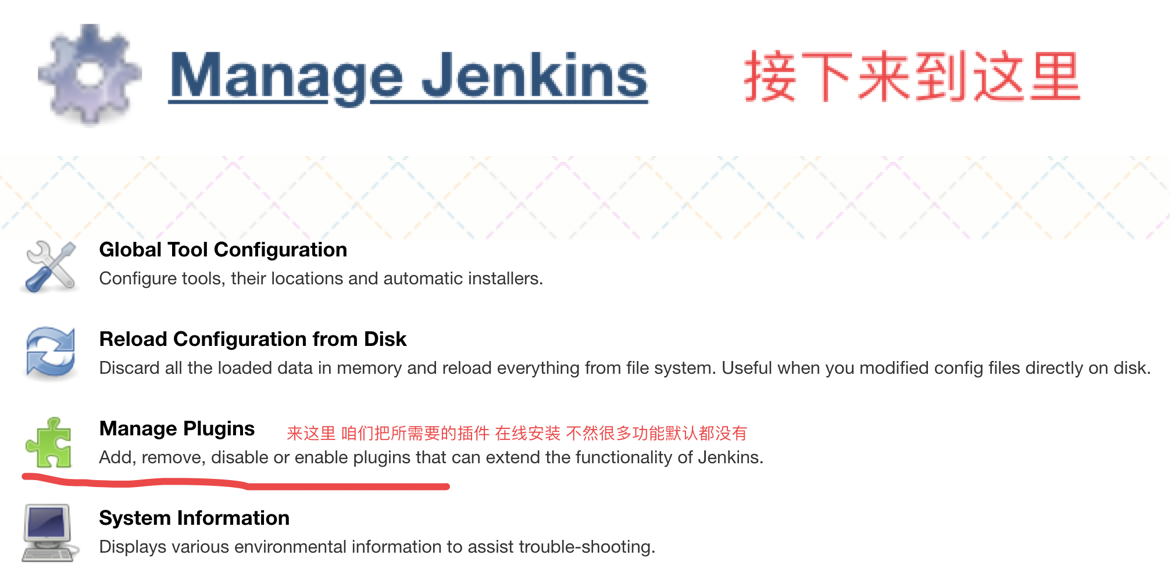 Manage Jenkins 接下来到这里
Global Tool Configuration
Configure tools, their locations and automatic installers.
Reload Configuration from Disk
Discard all the loaded data in memory and reload everything from file system. Useful when you modified config files directly on disk.
Manage Plugins 来这里 咱们把所需要的插件 在线安装 不然很多功能默认都没有
Add, remove, disable or enable plugins that can extend the functionality of Jenkins.
System Information
Displays various environmental information to assist trouble-shooting.